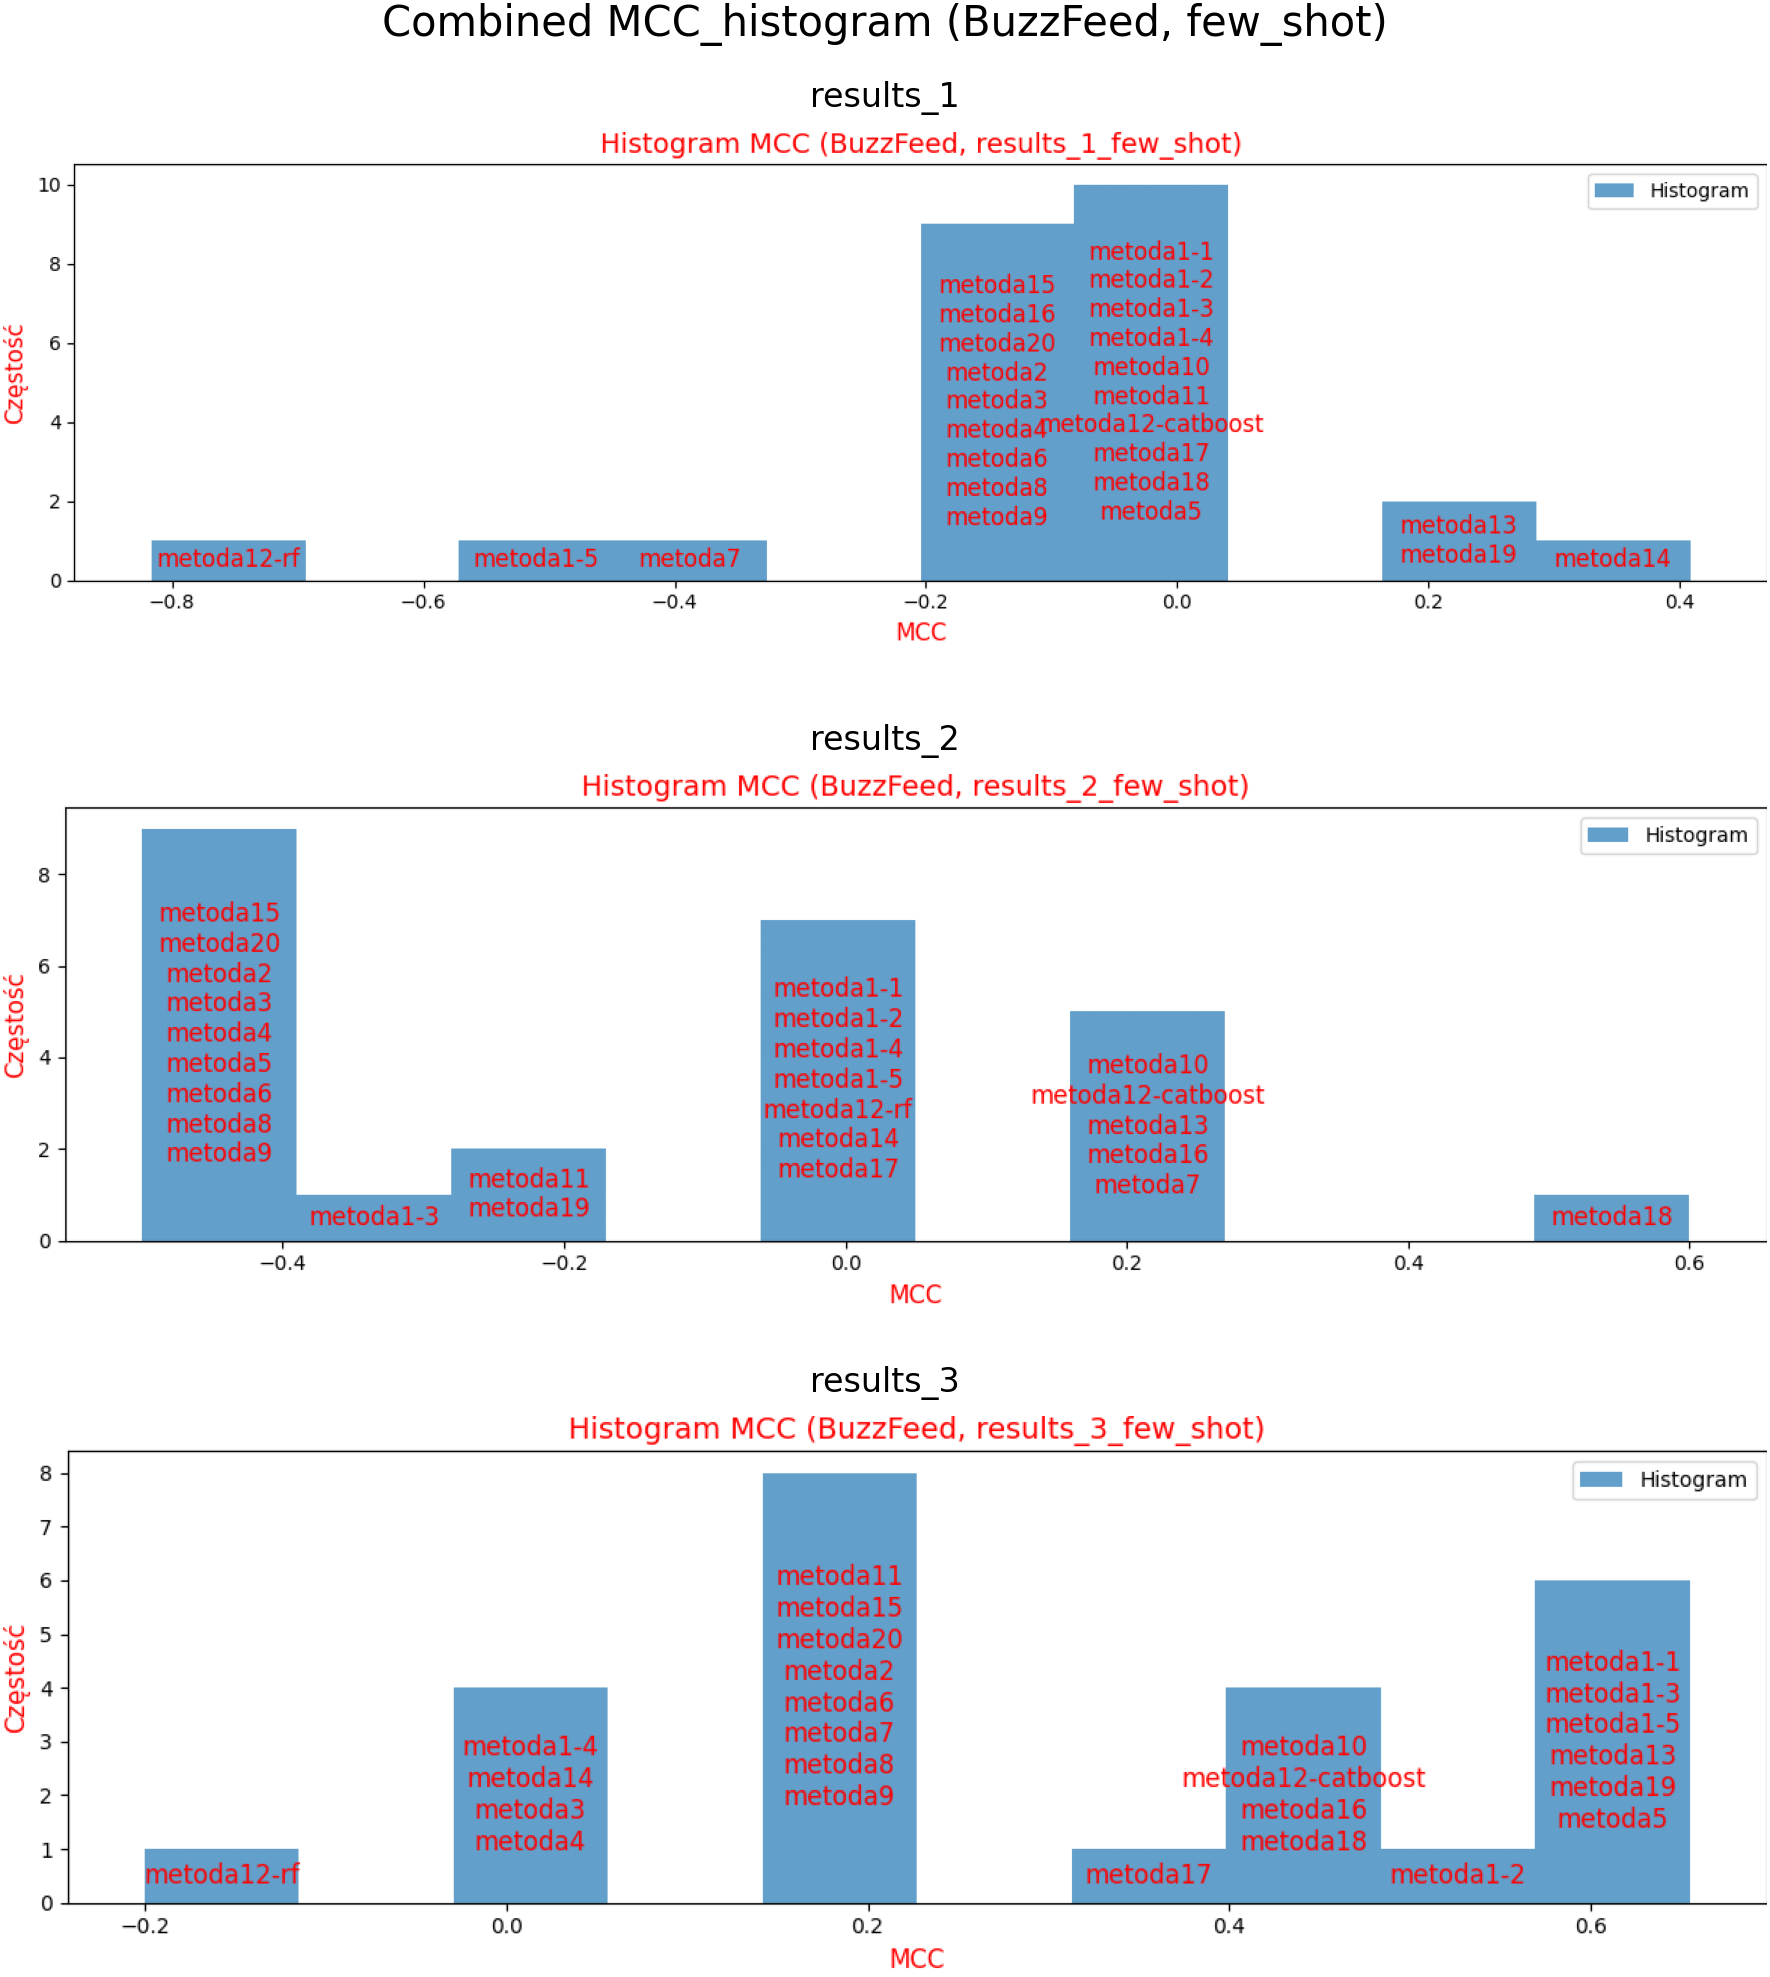 Combined MCC_histogram (BuzzFeed, few_shot)
results_1
Histogram MCC (BuzzFeed, results_1_few_shot)
Histogram
Częstość
10
8
6
4
2
0
metoda12-rf
metoda1-5
metoda7
metoda15
metoda16
metoda20
metoda2
metoda3
metoda4
metoda6
metoda8
metoda9
metoda1-1
metoda1-2
metoda1-3
metoda1-4
metoda10
metoda11
metoda12-catboost
metoda17
metoda18
metoda5
metoda13
metoda19
metoda14
−0.8 −0.6 −0.4 −0.2 0.0 0.2 0.4
MCC
results_2
Histogram MCC (BuzzFeed, results_2_few_shot)
Histogram
Częstość
8
6
4
2
0
metoda15
metoda20
metoda2
metoda3
metoda4
metoda5
metoda6
metoda8
metoda9
metoda1-3
metoda11
metoda19
metoda1-1
metoda1-2
metoda1-4
metoda1-5
metoda12-rf
metoda14
metoda17
metoda10
metoda12-catboost
metoda13
metoda16
metoda7
metoda18
−0.4 −0.2 0.0 0.2 0.4 0.6
MCC
results_3
Histogram MCC (BuzzFeed, results_3_few_shot)
Histogram
Częstość
8
7
6
5
4
3
2
1
0
metoda12-rf
metoda1-4
metoda14
metoda3
metoda4
metoda11
metoda15
metoda20
metoda2
metoda6
metoda7
metoda8
metoda9
metoda17
metoda10
metoda12-catboost
metoda16
metoda18
metoda1-2
metoda1-1
metoda1-3
metoda1-5
metoda13
metoda19
metoda5
−0.2 0.0 0.2 0.4 0.6
MCC